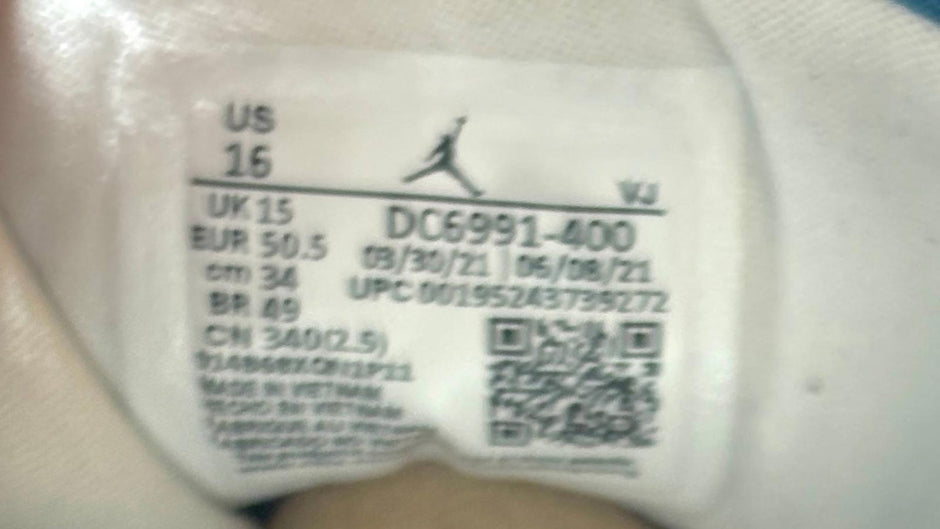 US
16
VJ
UK 15
EUR 50.5
cm 34
BR 49
CN 340(2.5)
DC6991-400
03/30/21 06/08/21
UPC 00195243739272
MADE IN VIETNAM